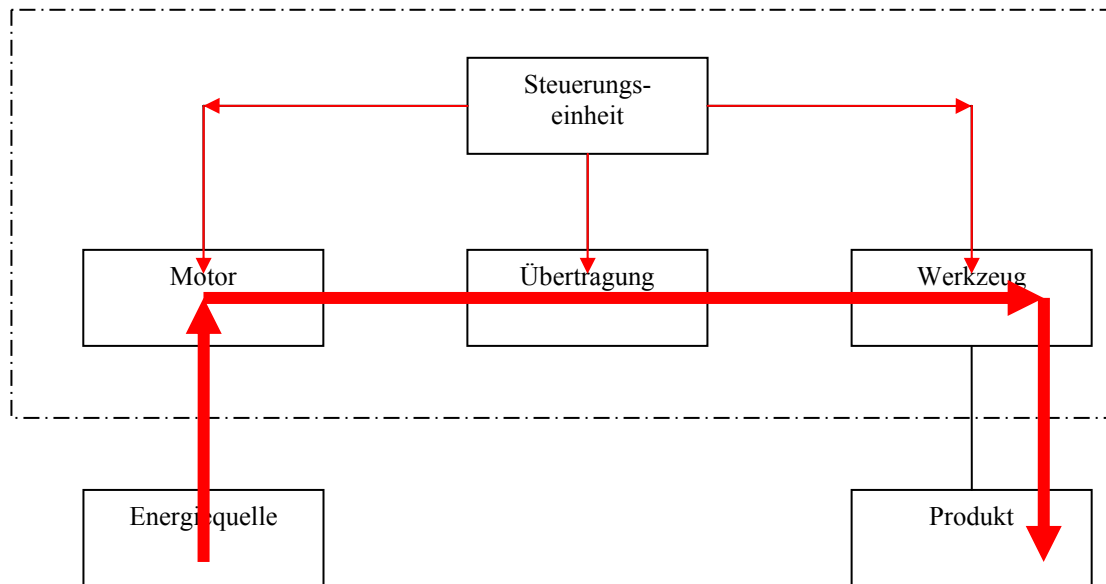 Steuerungs-
einheit
Motor
Übertragung
Werkzeug
Energiequelle
Produkt